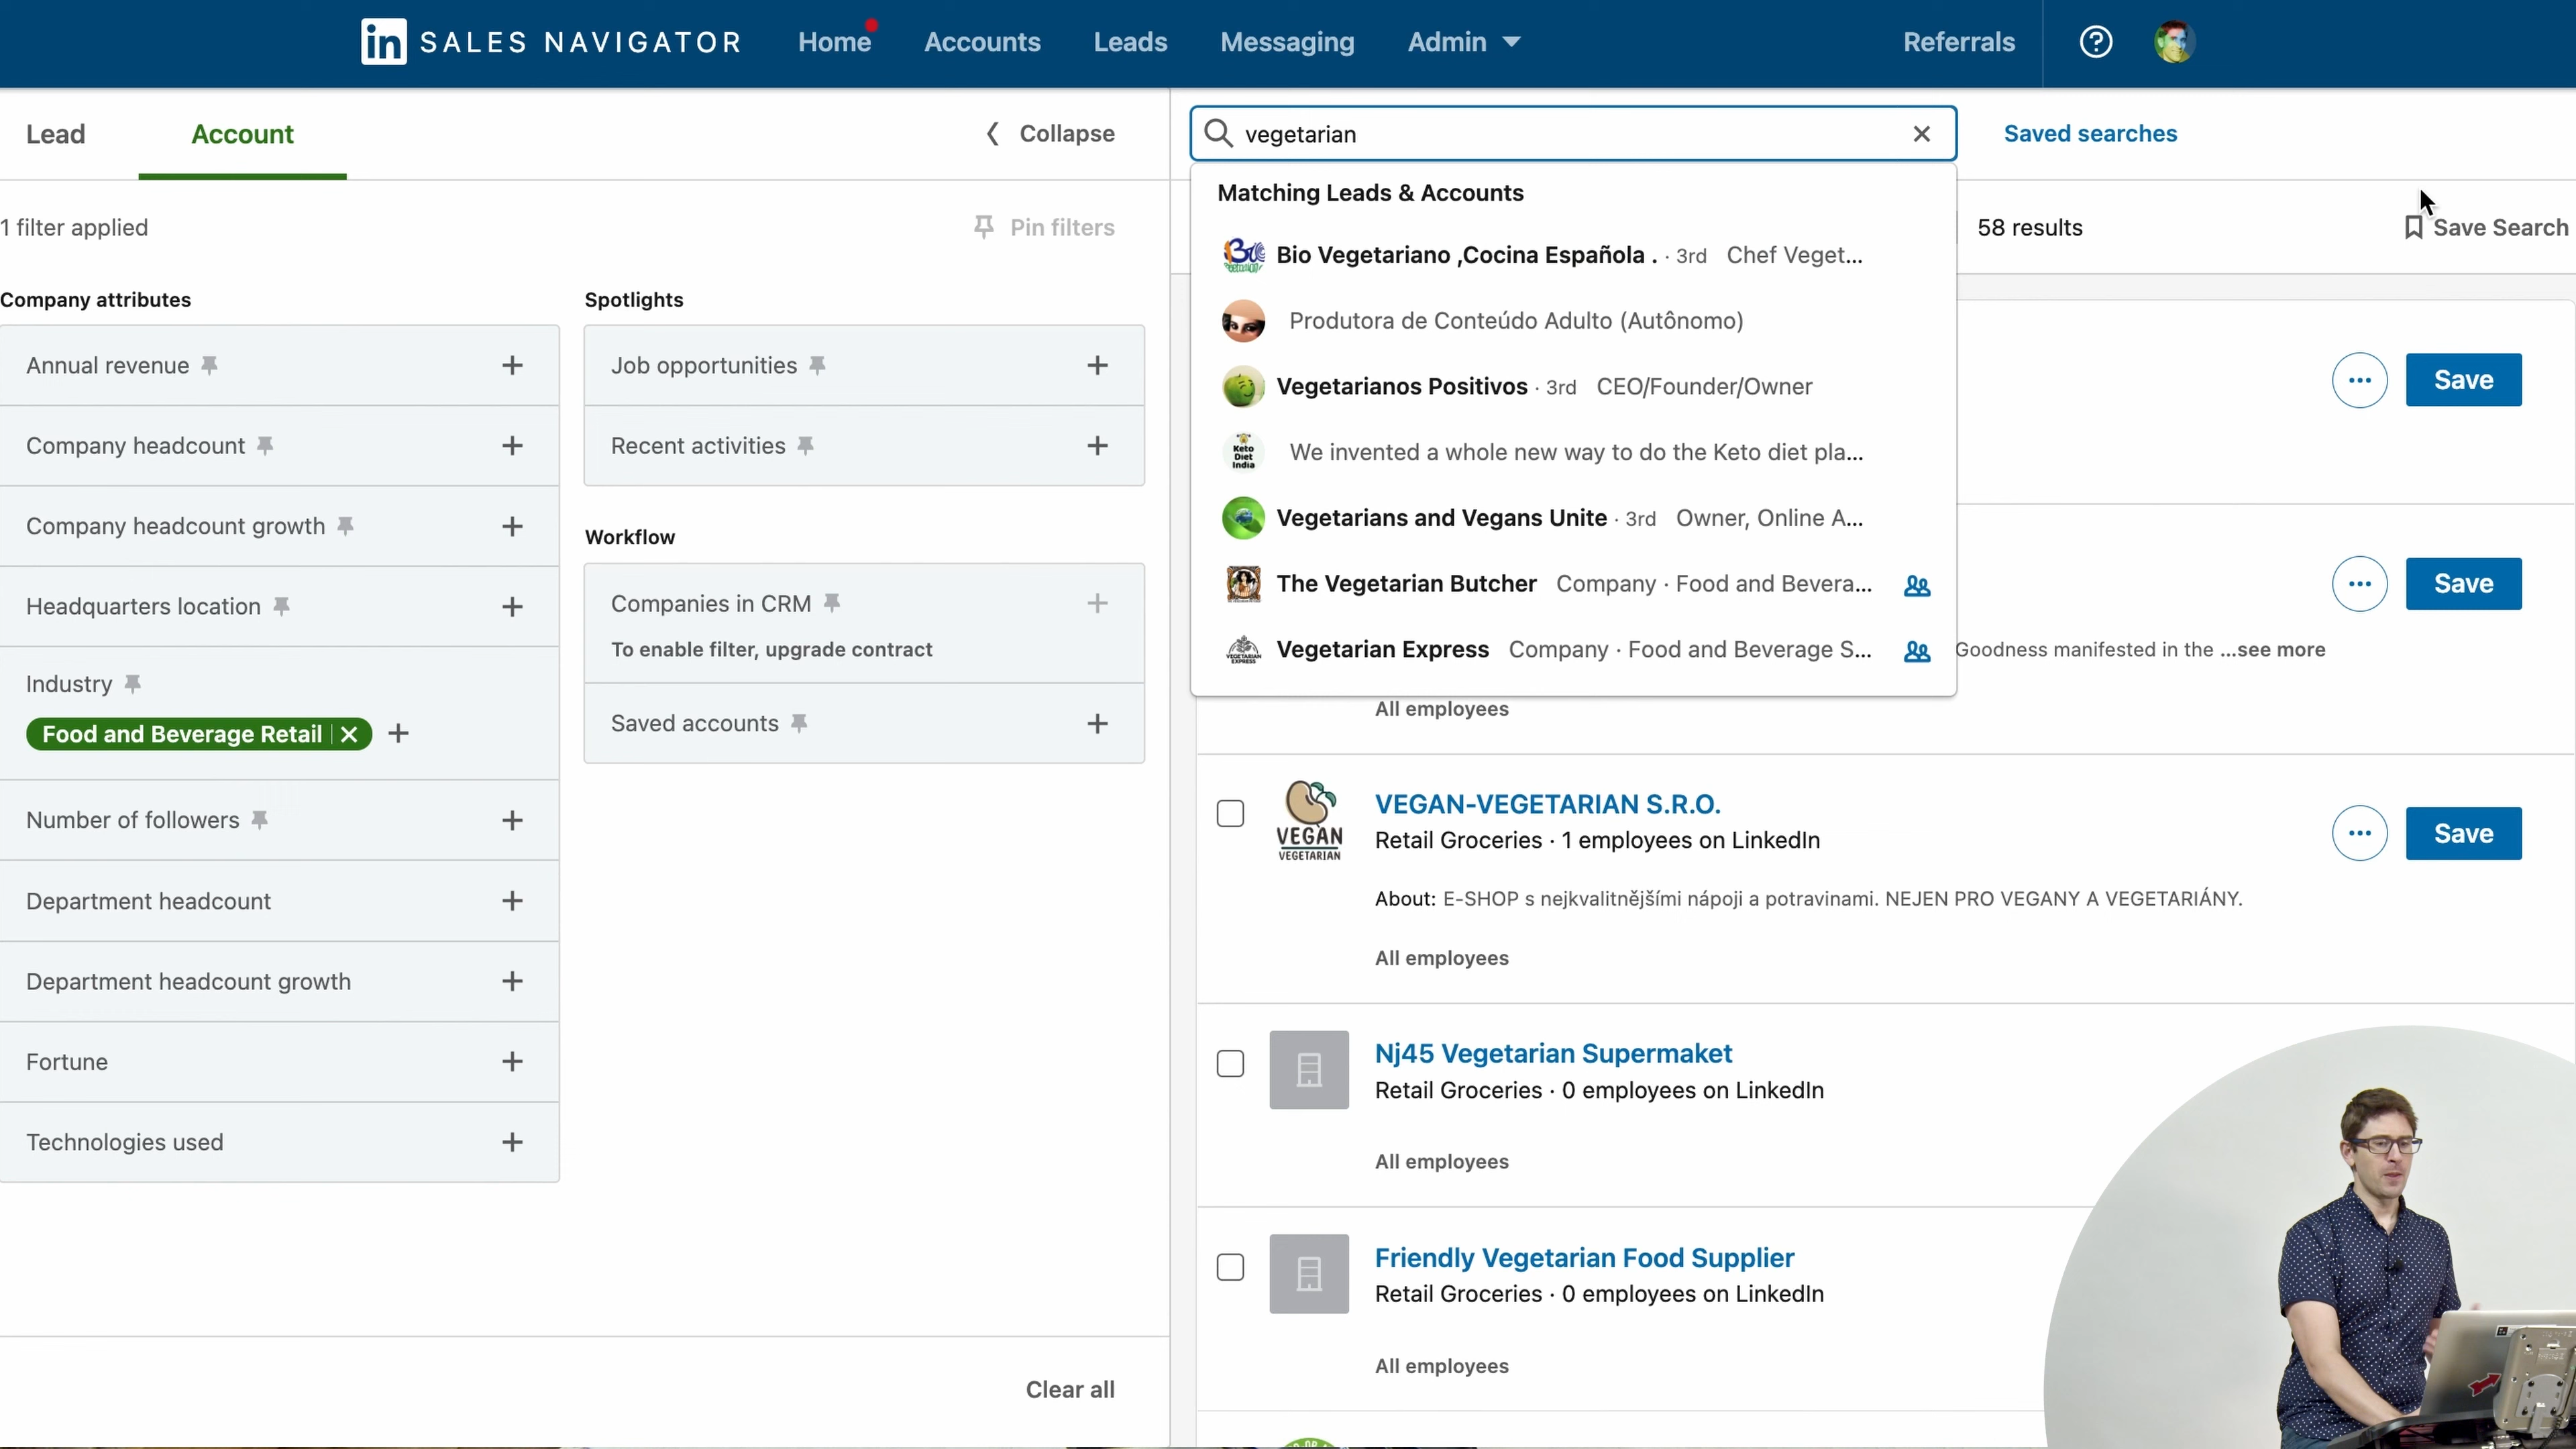 in SALES NAVIGATOR Home Accounts Leads Messaging Admin Referrals ?
Lead Account Collapse
1 filter applied Pin filters
Company attributes
Annual revenue
Company headcount
Company headcount growth
Headquarters location
Industry
Food and Beverage Retail
Number of followers
Department headcount
Department headcount growth
Fortune
Technologies used
Spotlights
Job opportunities
Recent activities
Workflow
Companies in CRM
To enable filter, upgrade contract
Saved accounts
Clear all
vegetarian Saved searches
58 results Save Search
Matching Leads & Accounts
Bio Vegetariano ,Cocina Española . · 3rd Chef Veget...
Produtora de Conteúdo Adulto (Autônomo)
Vegetarianos Positivos · 3rd CEO/Founder/Owner
Keto
Diet
India
We invented a whole new way to do the Keto diet pla...
Vegetarians and Vegans Unite · 3rd Owner, Online A...
The Vegetarian Butcher Company · Food and Bevera...
VEGETARIAN
EXPRESS
Vegetarian Express Company · Food and Beverage S...
Save
Save
Goodness manifested in the ...see more
All employees
VEGAN
VEGETARIAN
VEGAN-VEGETARIAN S.R.O.
Retail Groceries · 1 employees on LinkedIn
Save
About: E-SHOP s nejkvalitnějšími nápoji a potravinami. NEJEN PRO VEGANY A VEGETARIÁNY.
All employees
Nj45 Vegetarian Supermaket
Retail Groceries · 0 employees on LinkedIn
All employees
Friendly Vegetarian Food Supplier
Retail Groceries · 0 employees on LinkedIn
All employees